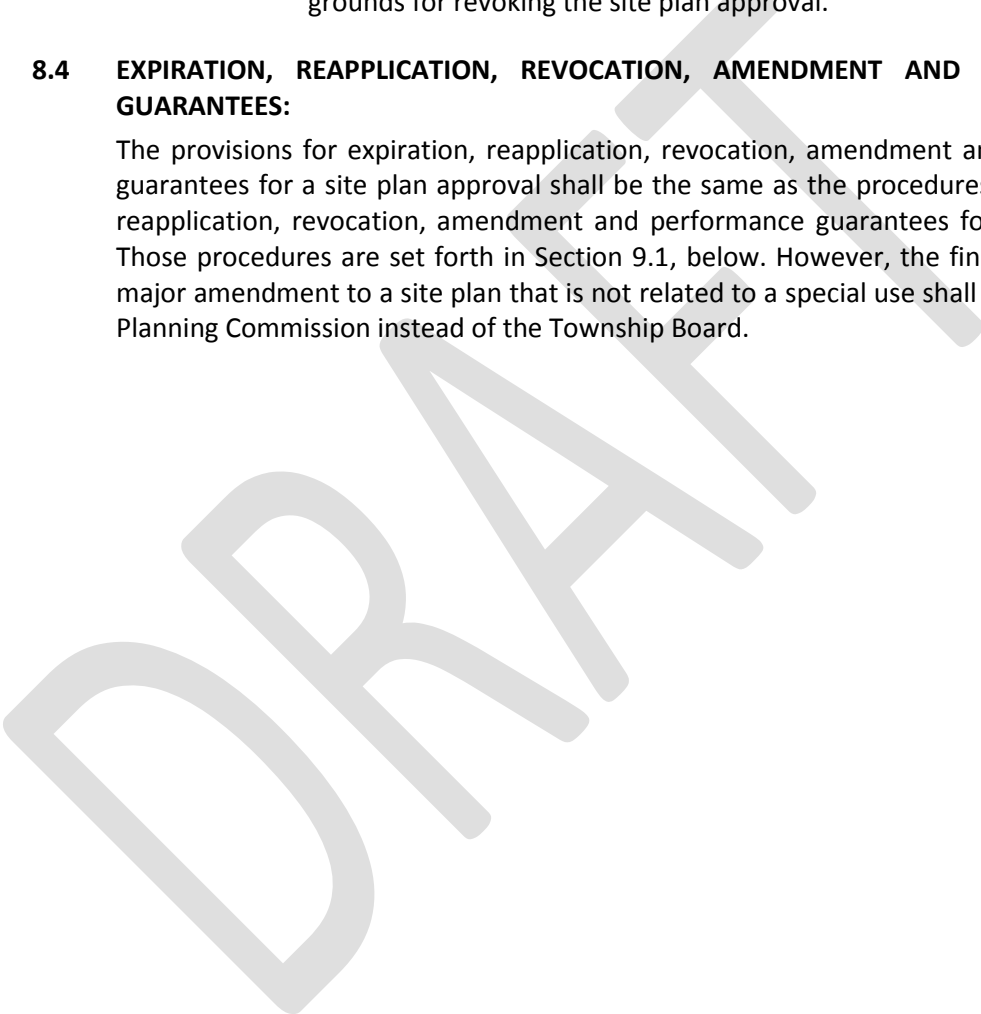 grounds for revoking the site plan approval.
8.4 EXPIRATION, REAPPLICATION, REVOCATION, AMENDMENT AND
GUARANTEES:
The provisions for expiration, reapplication, revocation, amendment
guarantees for a site plan approval shall be the same as the procedures
reapplication, revocation, amendment and performance guarantees
Those procedures are set forth in Section 9.1, below. However, the
major amendment to a site plan that is not related to a special use shall
Planning Commission instead of the Township Board.
DRAFT